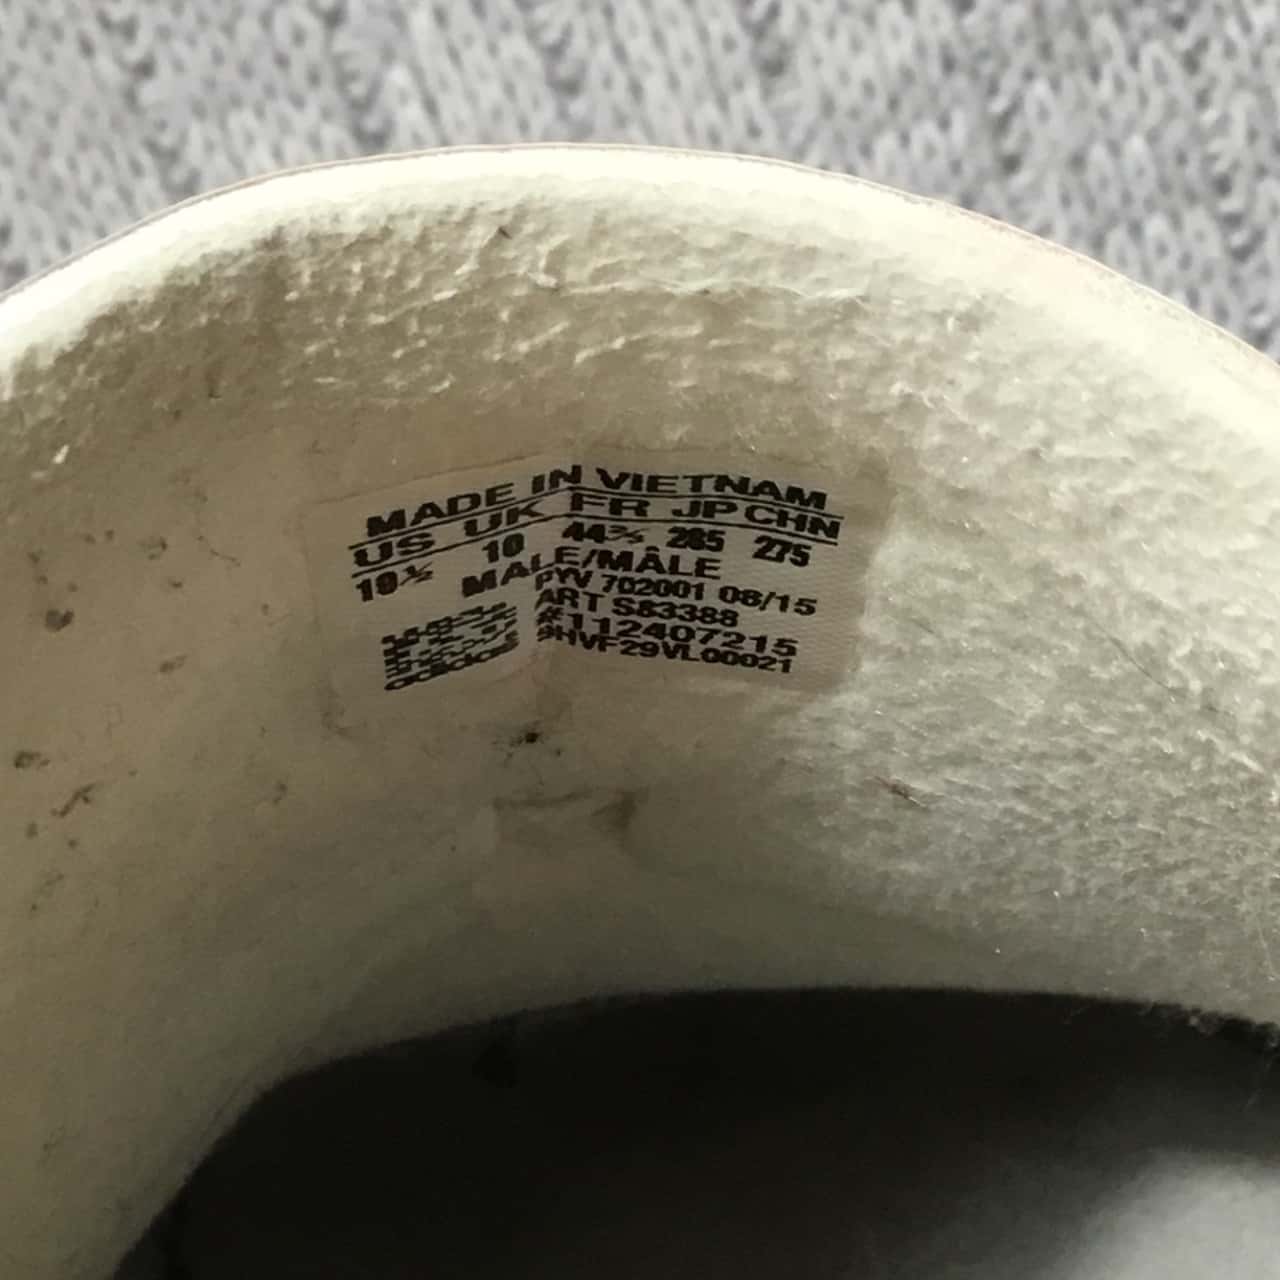 MADE IN VIETNAM
US UK FR JP CHN
10½ 10 44⅔ 285 275
MALE/MÂLE
PYV 702001 08/15
ART S83388
#112407215
9HVF29VL00021
adidas